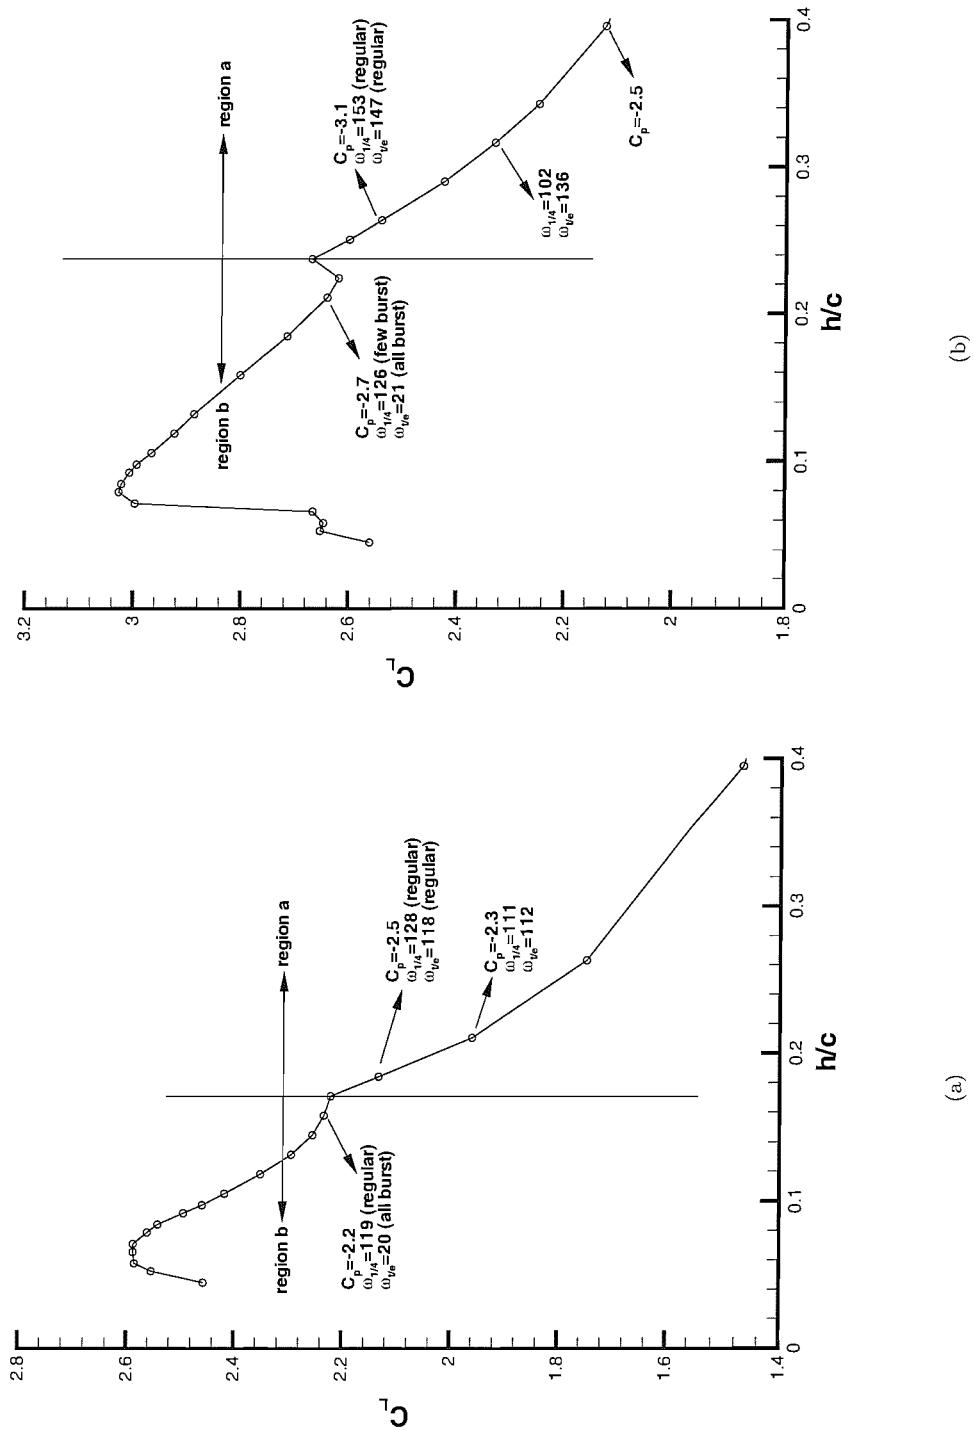 2.8
2.6
2.4
2.2
2
1.8
1.6
1.4
C_L
0
0.1
0.2
0.3
0.4
h/c
region b
region a
C_p=-2.2
ω_1/4=119 (regular)
ω_t/e=20 (all burst)
C_p=-2.5
ω_1/4=128 (regular)
ω_t/e=118 (regular)
C_p=-2.3
ω_1/4=111
ω_t/e=112
(a)
3.2
3
2.8
2.6
2.4
2.2
2
1.8
C_L
0
0.1
0.2
0.3
0.4
h/c
region b
region a
C_p=-2.7
ω_1/4=126 (few burst)
ω_t/e=21 (all burst)
C_p=-3.1
ω_1/4=153 (regular)
ω_t/e=147 (regular)
ω_1/4=102
ω_t/e=136
C_p=-2.5
(b)